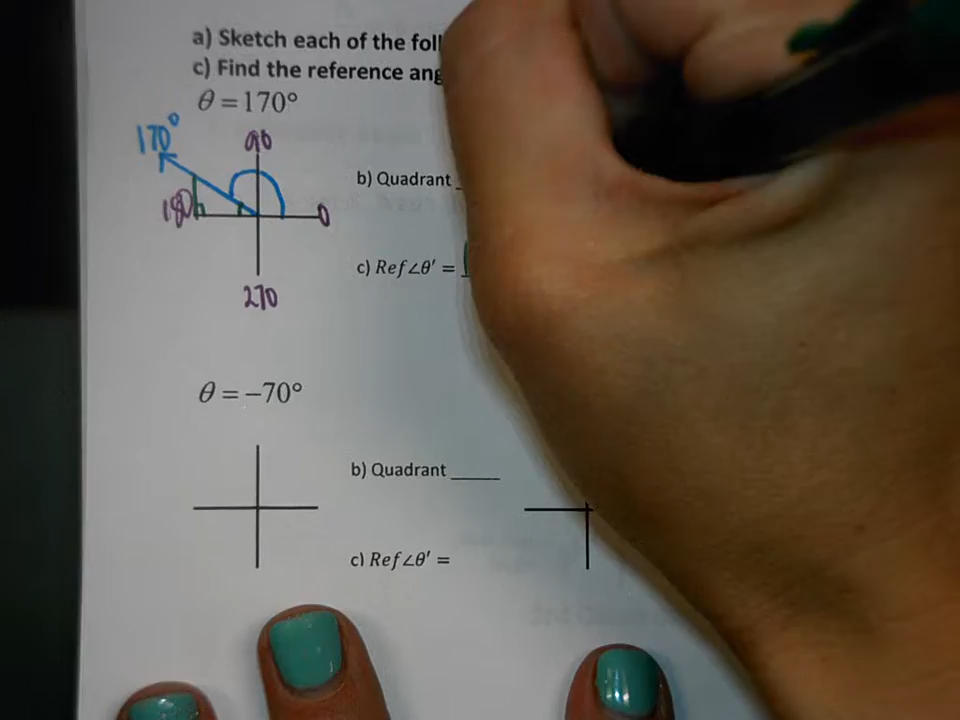 a) Sketch each of the foll
c) Find the reference ang
θ = 170°
170°
90
180
0
270
b) Quadrant
c) Ref∠θ′ =
θ = −70°
b) Quadrant _____
c) Ref∠θ′ =